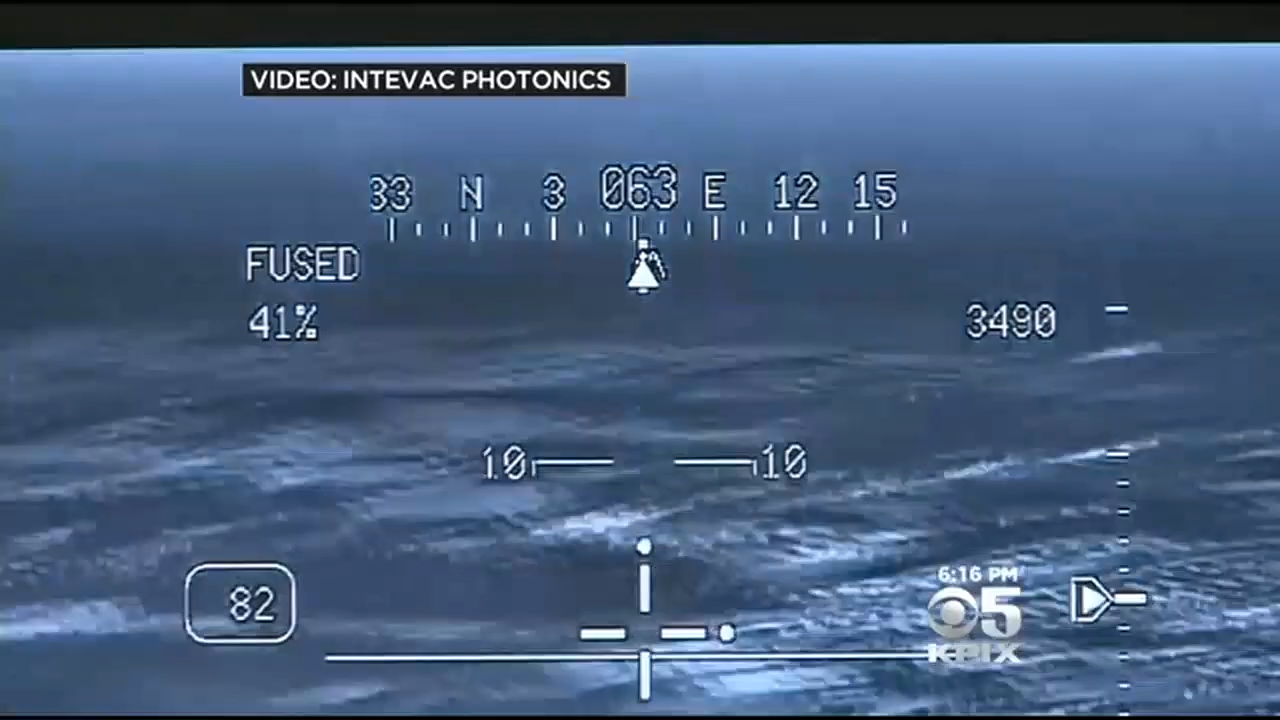 VIDEO: INTEVAC PHOTONICS
33 N 3 063 E 12 15
FUSED
41%
3490
10 10
82
6:16 PM
5
KPIX